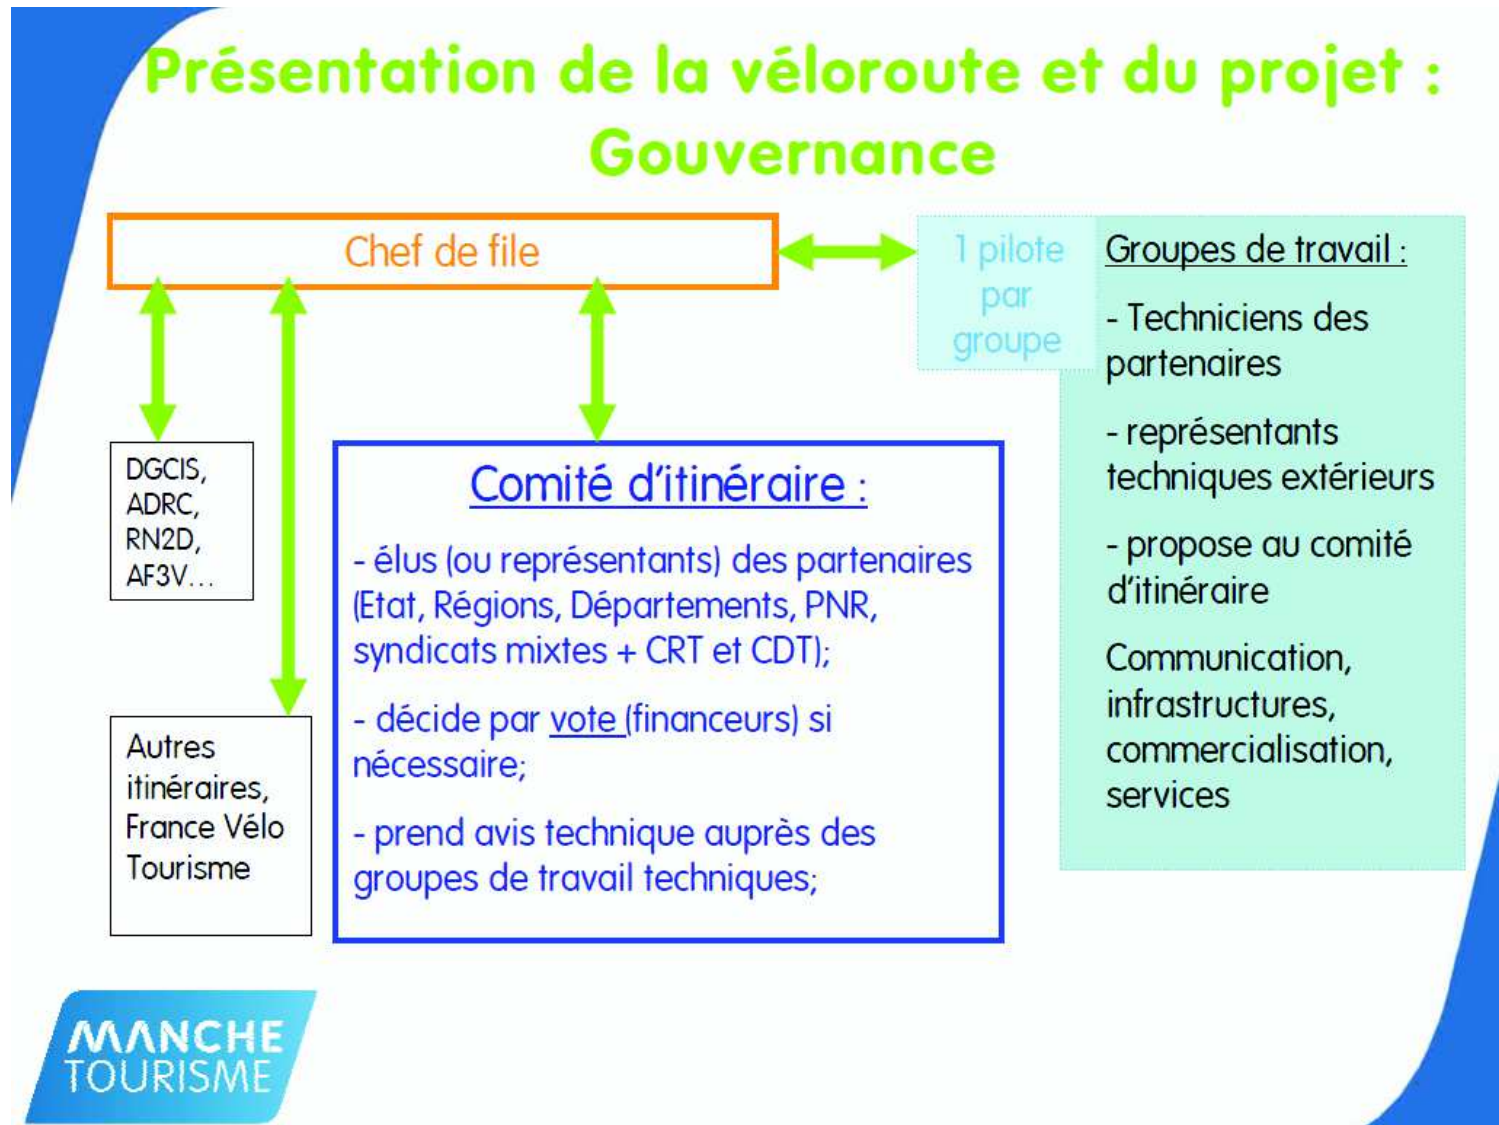 Présentation de la véloroute et du projet :
Gouvernance
Chef de file
1 pilote
par
groupe
Groupes de travail :
- Techniciens des
partenaires
- représentants
techniques extérieurs
- propose au comité
d'itinéraire
Communication,
infrastructures,
commercialisation,
services
DGCIS,
ADRC,
RN2D,
AF3V...
Autres
itinéraires,
France Vélo
Tourisme
Comité d'itinéraire :
- élus (ou représentants) des partenaires
(Etat, Régions, Départements, PNR,
syndicats mixtes + CRT et CDT);
- décide par vote (financeurs) si
nécessaire;
- prend avis technique auprès des
groupes de travail techniques;
MANCHE
TOURISME